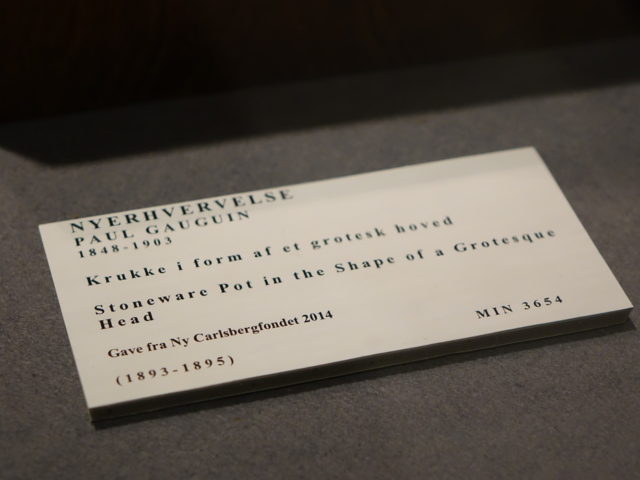 NYERHVERVELSE
PAUL GAUGUIN
1848-1903
Krukke i form af et grotesk hoved
Stoneware Pot in the Shape of a Grotesque
Head
Gave fra Ny Carlsbergfondet 2014
MIN 3654
(1893-1895)